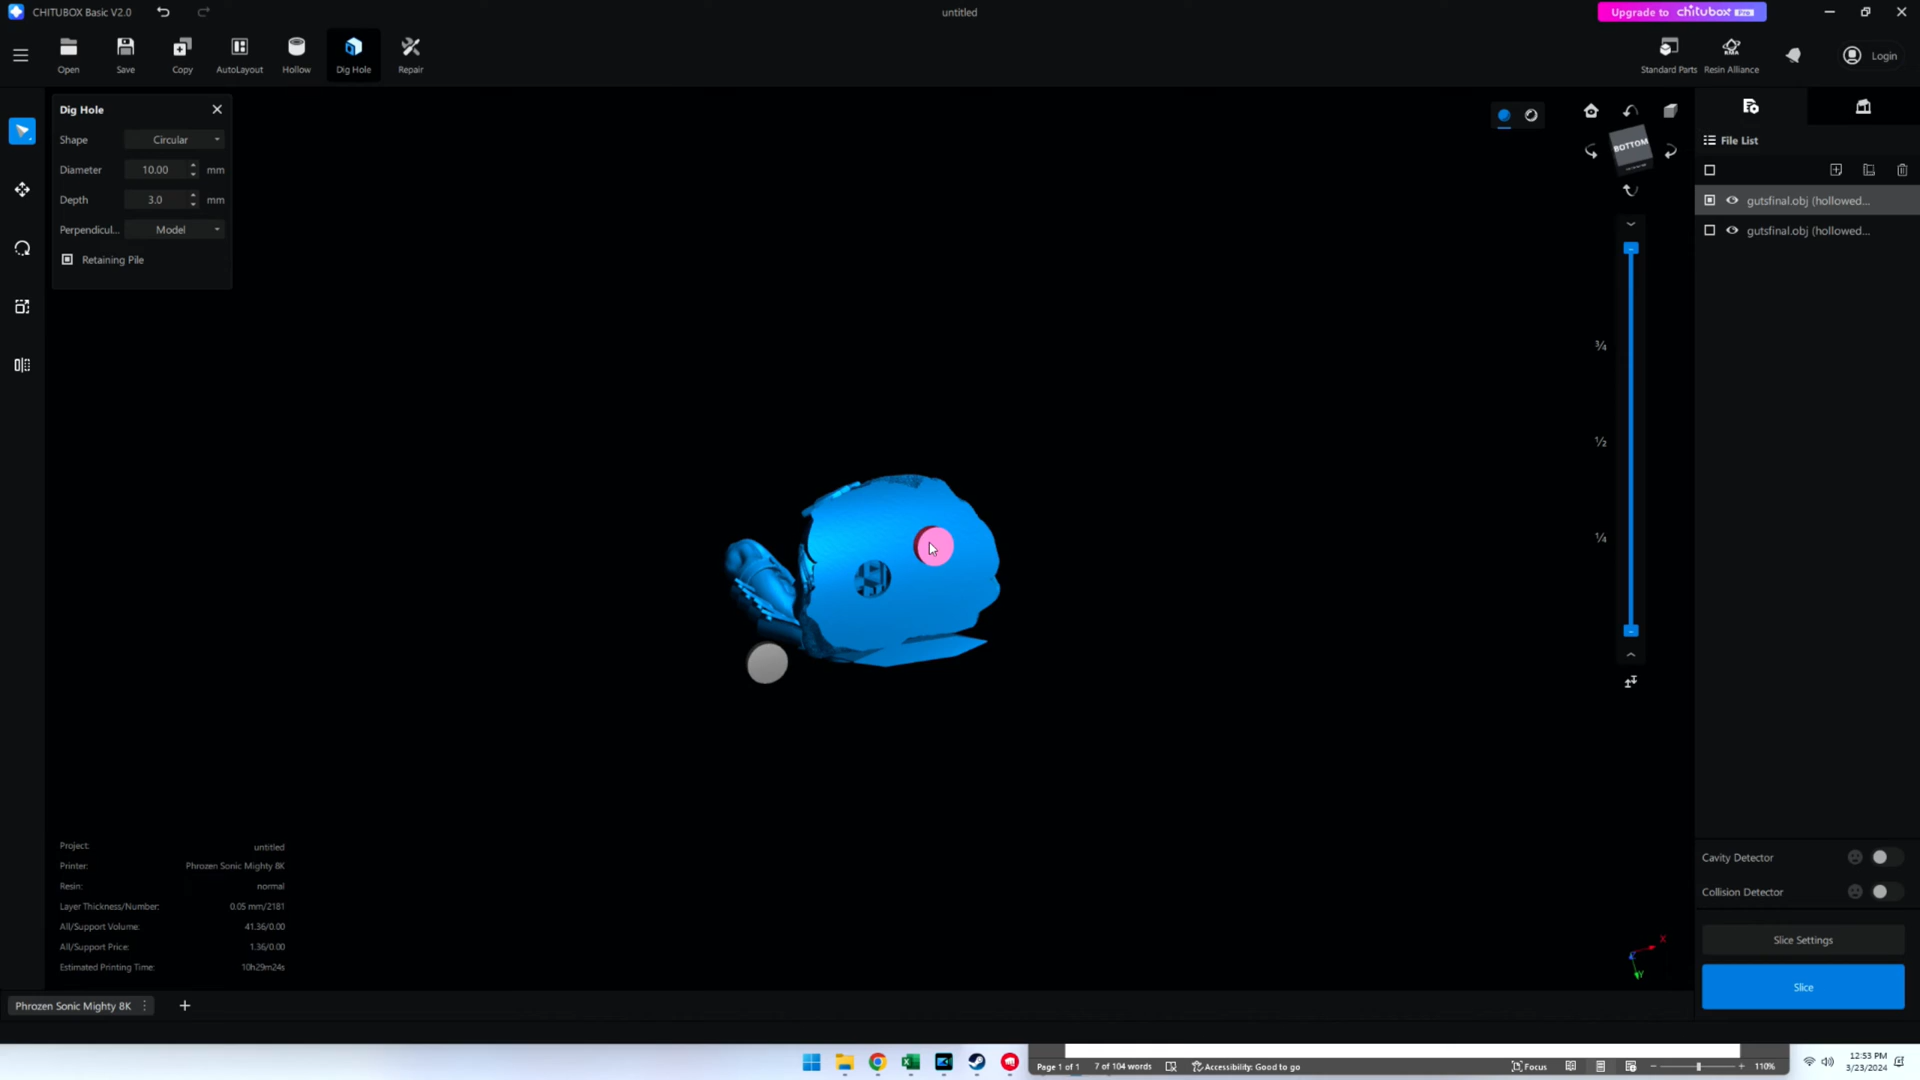 CHITUBOX Basic V2.0
untitled
Upgrade to chitubox Pro
Open
Save
Copy
AutoLayout
Hollow
Dig Hole
Repair
Standard Parts
Resin Alliance
Login
Dig Hole
Shape Circular
Diameter 10.00 mm
Depth 3.0 mm
Perpendicul... Model
Retaining Pile
BOTTOM
File List
gutsfinal.obj (hollowed...
gutsfinal.obj (hollowed...
¾
½
¼
Project: untitled
Printer: Phrozen Sonic Mighty 8K
Resin: normal
Layer Thickness/Number: 0.05 mm/2181
All/Support Volume: 41.36/0.00
All/Support Price: 1.36/0.00
Estimated Printing Time: 10h29m24s
Cavity Detector
Collision Detector
X
Y
Slice Settings
Slice
Phrozen Sonic Mighty 8K
Page 1 of 1 7 of 104 words Accessibility: Good to go
Focus
110%
12:53 PM
3/23/2024